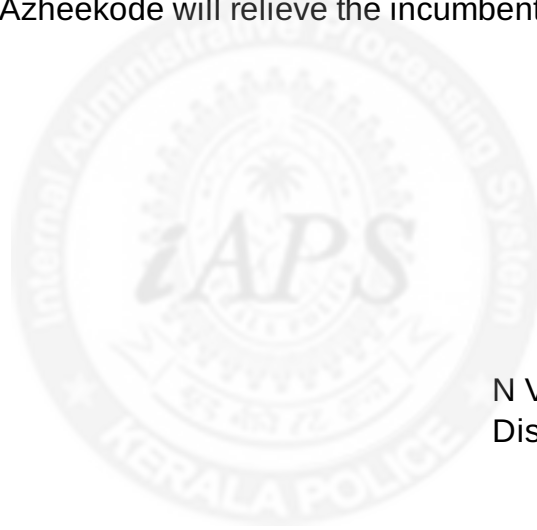 Azheekode will relieve the incumbent
Internal Administrative Processing System
iAPS
KERALA POLICE
N V
Dis